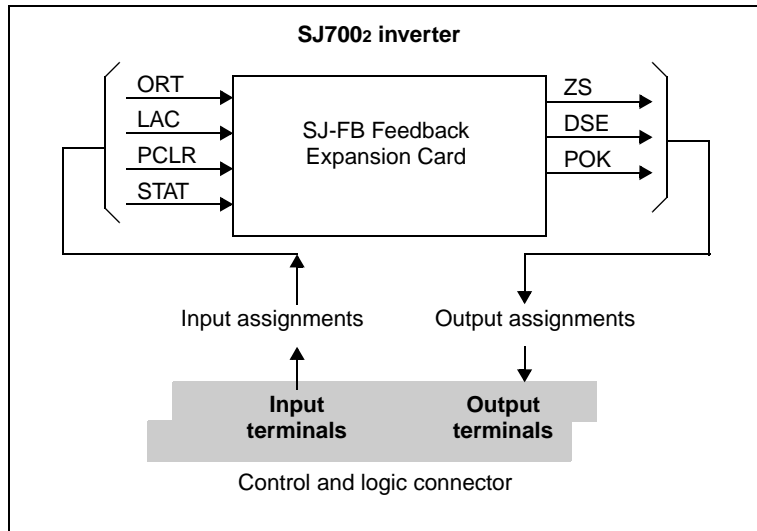 SJ7002 inverter
ORT
LAC
PCLR
STAT
SJ-FB Feedback
Expansion Card
ZS
DSE
POK
Input assignments
Output assignments
Input
terminals
Output
terminals
Control and logic connector